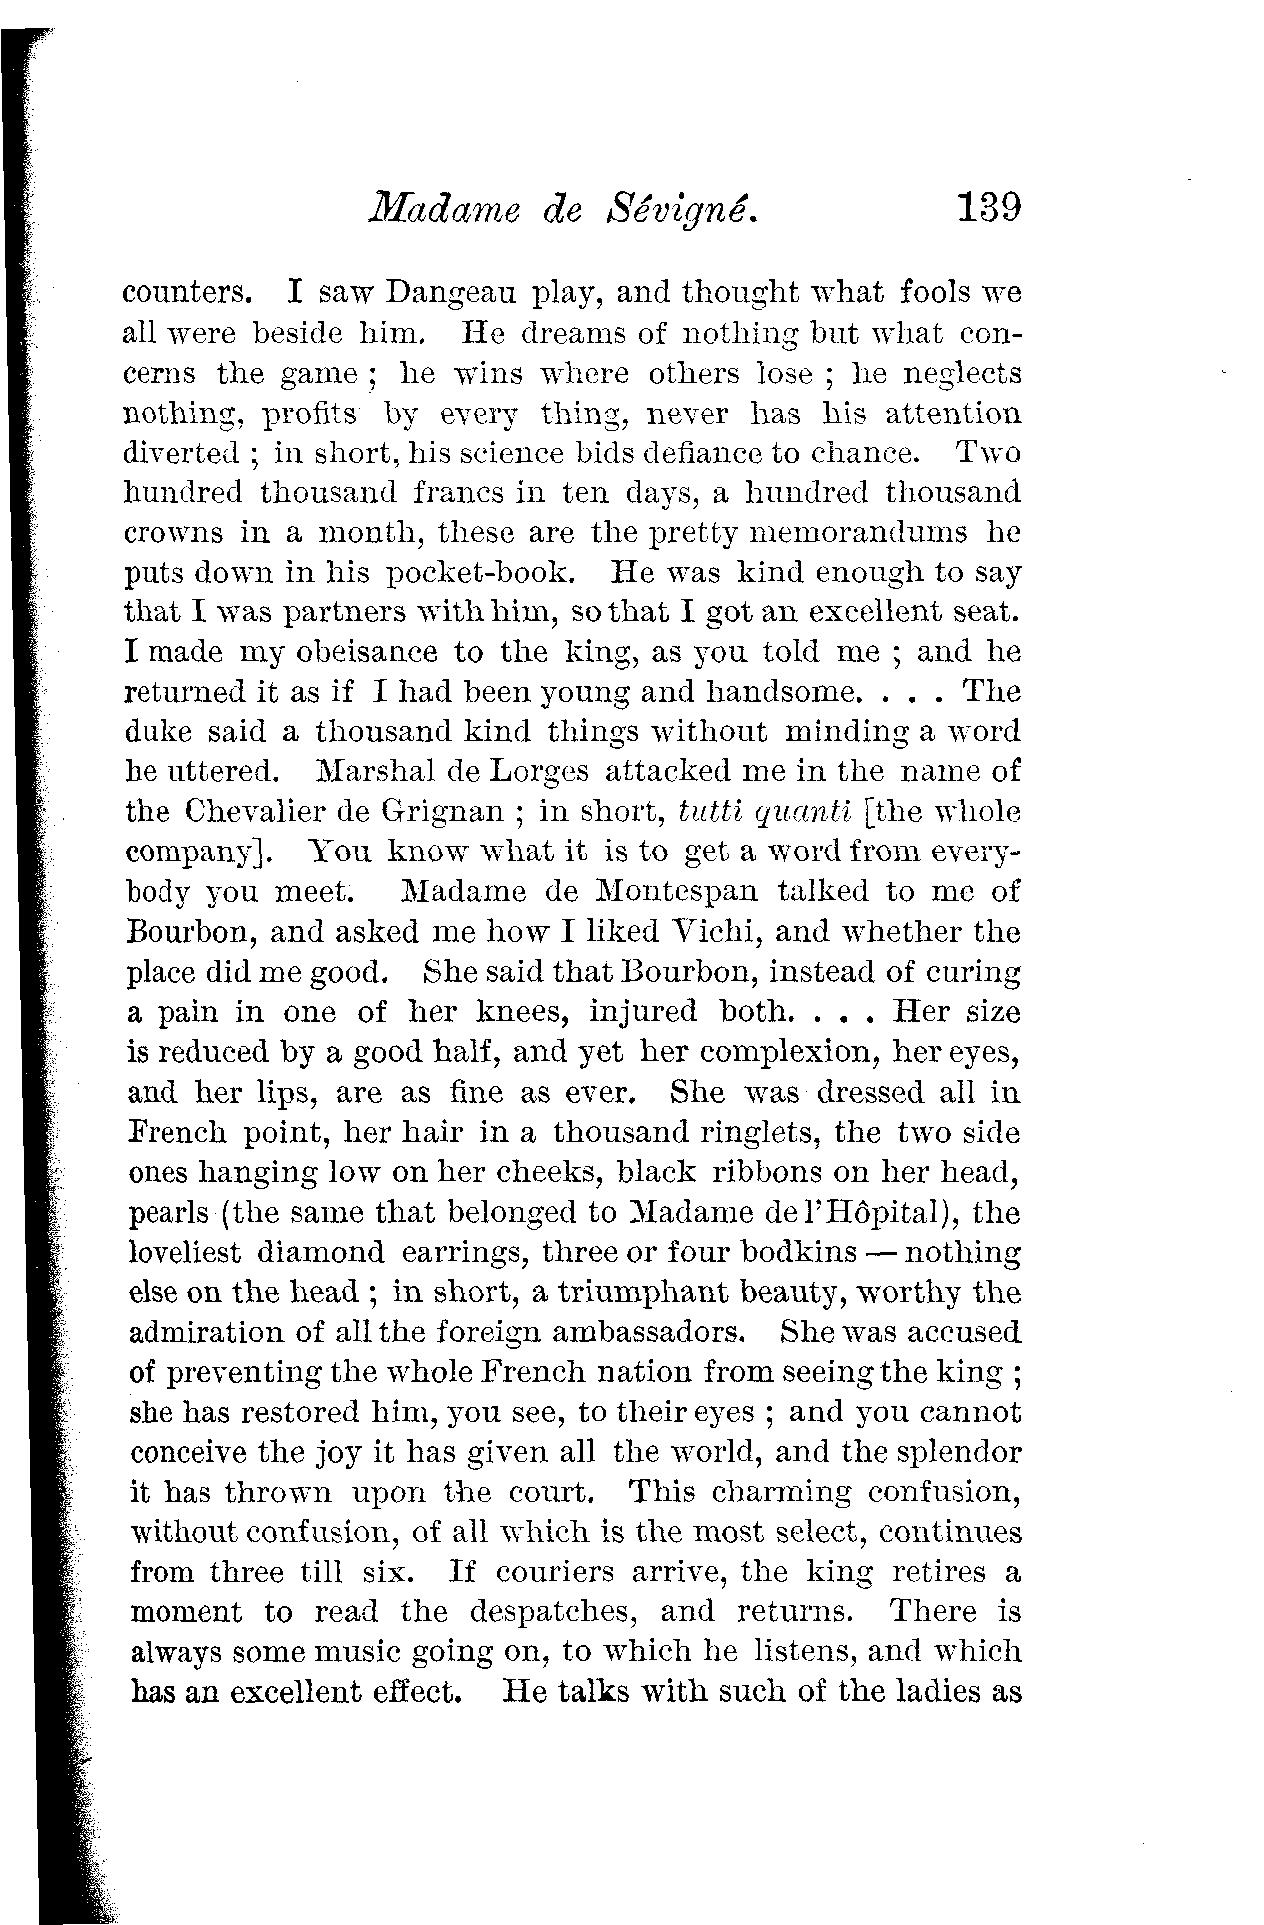 Madame de Sévigné. 139
counters. I saw Dangeau play, and thought what fools we
all were beside him. He dreams of nothing but what con-
cerns the game ; he wins where others lose ; he neglects
nothing, profits by every thing, never has his attention
diverted ; in short, his science bids defiance to chance. Two
hundred thousand francs in ten days, a hundred thousand
crowns in a month, these are the pretty memorandums he
puts down in his pocket-book. He was kind enough to say
that I was partners with him, so that I got an excellent seat.
I made my obeisance to the king, as you told me ; and he
returned it as if I had been young and handsome. . . . The
duke said a thousand kind things without minding a word
he uttered. Marshal de Lorges attacked me in the name of
the Chevalier de Grignan ; in short, tutti quanti [the whole
company]. You know what it is to get a word from every-
body you meet. Madame de Montespan talked to me of
Bourbon, and asked me how I liked Vichi, and whether the
place did me good. She said that Bourbon, instead of curing
a pain in one of her knees, injured both. . . . Her size
is reduced by a good half, and yet her complexion, her eyes,
and her lips, are as fine as ever. She was dressed all in
French point, her hair in a thousand ringlets, the two side
ones hanging low on her cheeks, black ribbons on her head,
pearls (the same that belonged to Madame de l'Hôpital), the
loveliest diamond earrings, three or four bodkins — nothing
else on the head ; in short, a triumphant beauty, worthy the
admiration of all the foreign ambassadors. She was accused
of preventing the whole French nation from seeing the king ;
she has restored him, you see, to their eyes ; and you cannot
conceive the joy it has given all the world, and the splendor
it has thrown upon the court. This charming confusion,
without confusion, of all which is the most select, continues
from three till six. If couriers arrive, the king retires a
moment to read the despatches, and returns. There is
always some music going on, to which he listens, and which
has an excellent effect. He talks with such of the ladies as